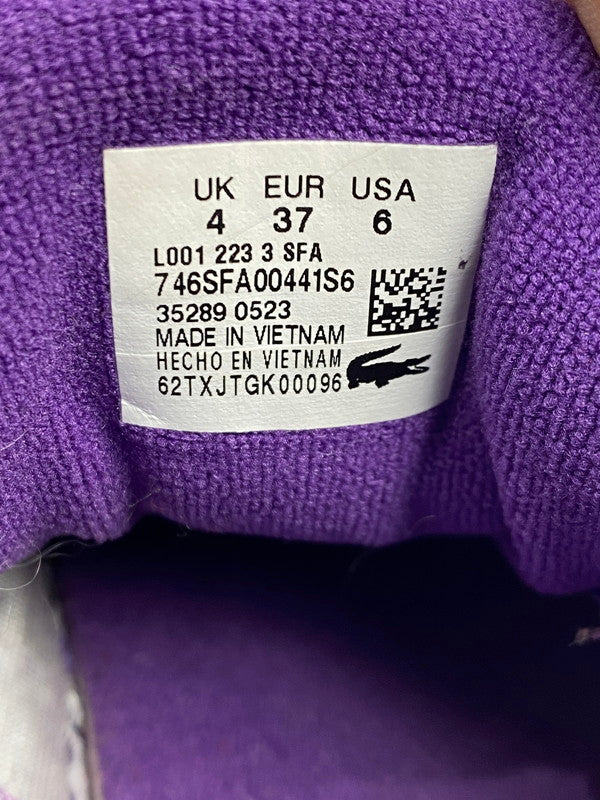 UK EUR USA
4 37 6
L001 223 3 SFA
746SFA00441S6
35289 0523
MADE IN VIETNAM
HECHO EN VIETNAM
62TXJTGK00096